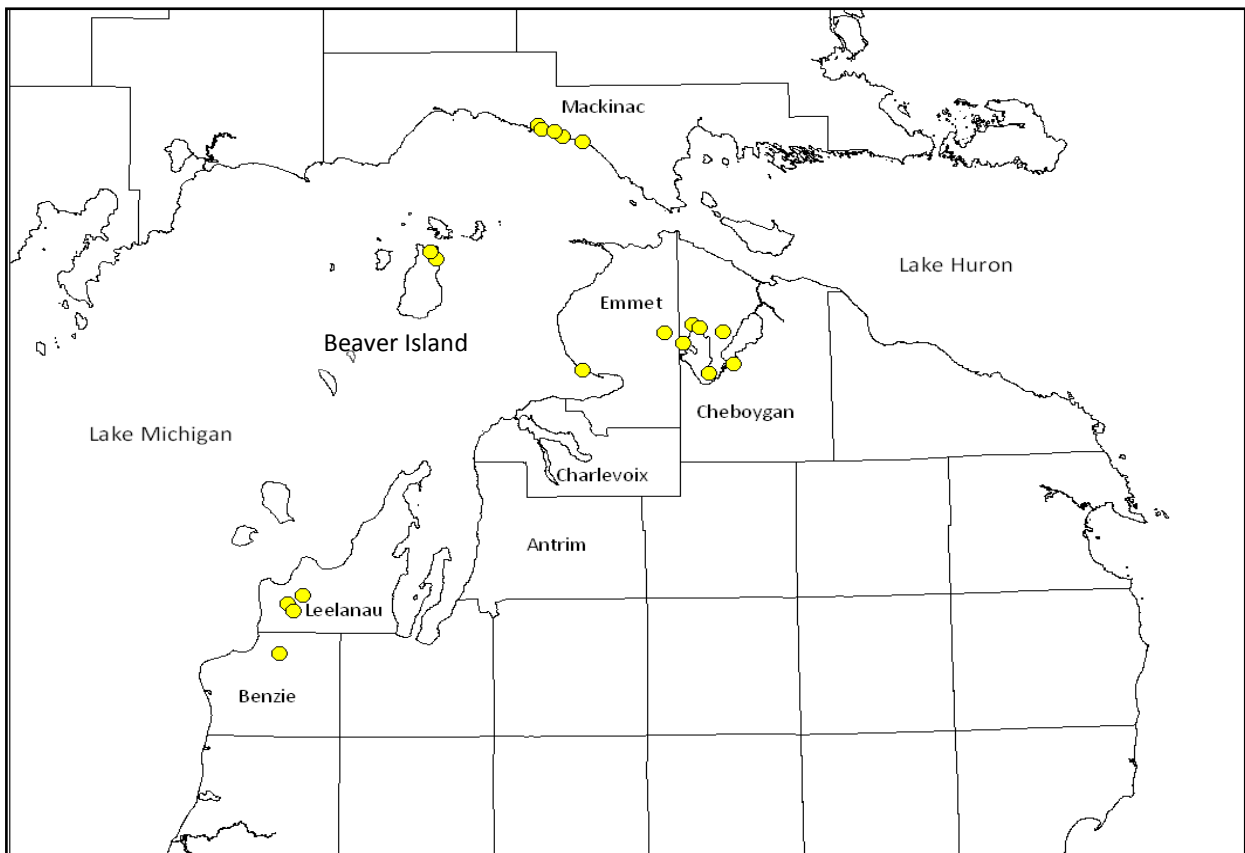 Mackinac
Lake Huron
Emmet
Beaver Island
Cheboygan
Lake Michigan
Charlevoix
Antrim
Leelanau
Benzie